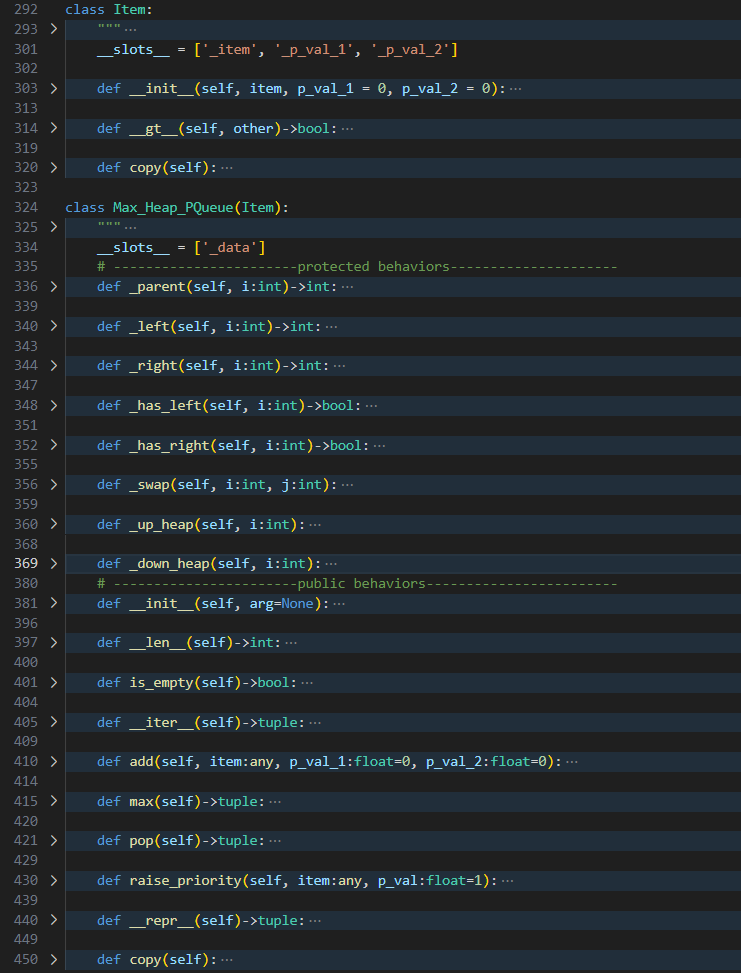 292 class Item:
293 > """ ···
301 __slots__ = ['_item', '_p_val_1', '_p_val_2']
302
303 > def __init__(self, item, p_val_1 = 0, p_val_2 = 0): ···
313
314 > def __gt__(self, other)->bool: ···
319
320 > def copy(self): ···
323
324 class Max_Heap_PQueue(Item):
325 > """ ···
334 __slots__ = ['_data']
335 # -----------------------protected behaviors---------------------
336 > def _parent(self, i:int)->int: ···
339
340 > def _left(self, i:int)->int: ···
343
344 > def _right(self, i:int)->int: ···
347
348 > def _has_left(self, i:int)->bool: ···
351
352 > def _has_right(self, i:int)->bool: ···
355
356 > def _swap(self, i:int, j:int): ···
359
360 > def _up_heap(self, i:int): ···
368
369 > def _down_heap(self, i:int): ···
380 # -----------------------public behaviors------------------------
381 > def __init__(self, arg=None): ···
396
397 > def __len__(self)->int: ···
400
401 > def is_empty(self)->bool: ···
404
405 > def __iter__(self)->tuple: ···
409
410 > def add(self, item:any, p_val_1:float=0, p_val_2:float=0): ···
414
415 > def max(self)->tuple: ···
420
421 > def pop(self)->tuple: ···
429
430 > def raise_priority(self, item:any, p_val:float=1): ···
439
440 > def __repr__(self)->tuple: ···
449
450 > def copy(self): ···